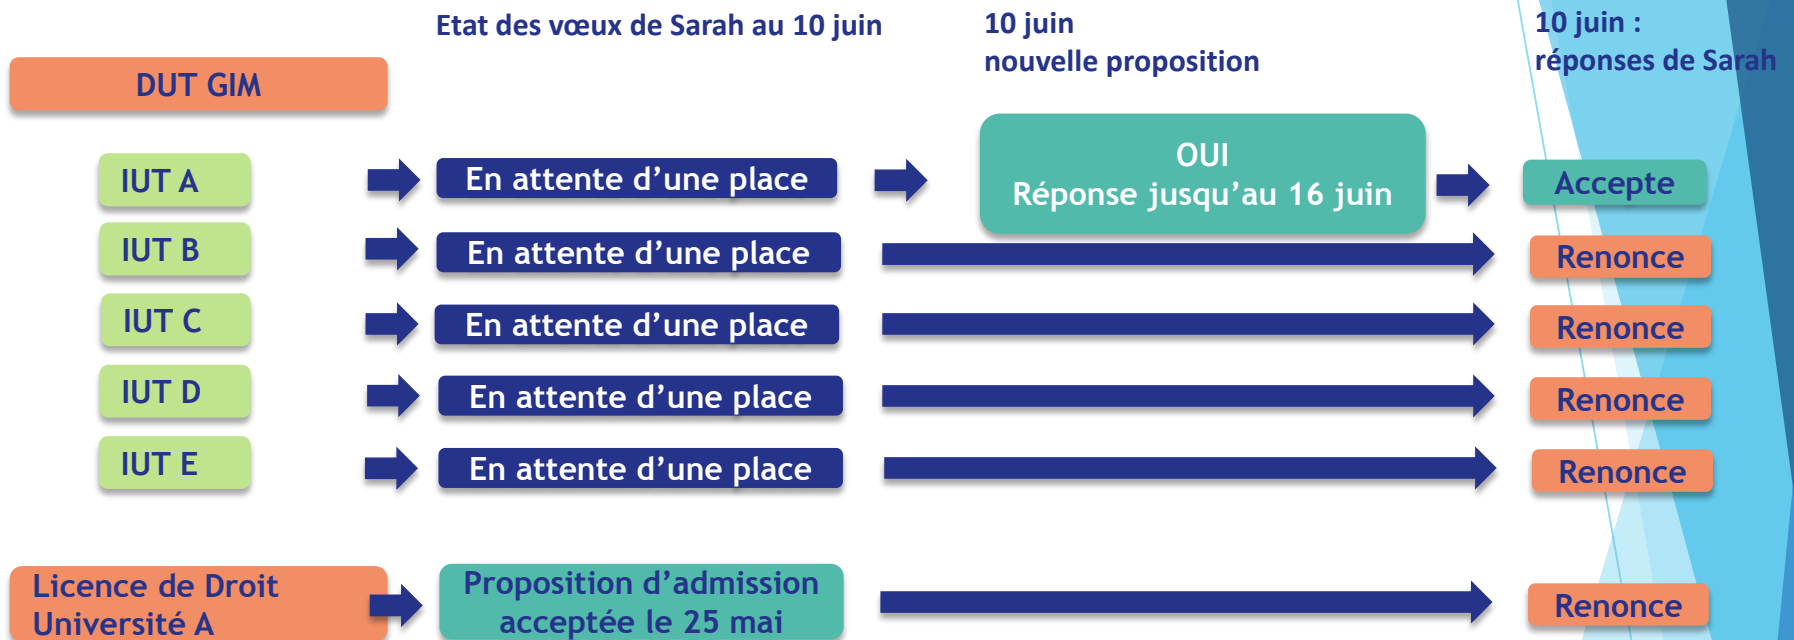 Etat des vœux de Sarah au 10 juin
10 juin
nouvelle proposition
10 juin :
réponses de Sarah
DUT GIM
IUT A
En attente d’une place
OUI
Réponse jusqu’au 16 juin
Accepte
IUT B
En attente d’une place
Renonce
IUT C
En attente d’une place
Renonce
IUT D
En attente d’une place
Renonce
IUT E
En attente d’une place
Renonce
Licence de Droit
Université A
Proposition d’admission
acceptée le 25 mai
Renonce